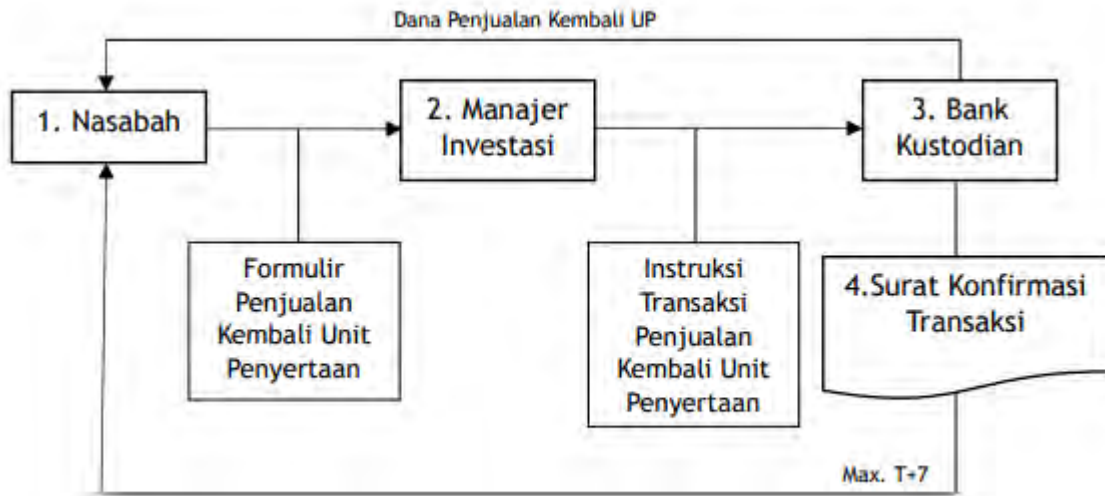 Dana Penjualan Kembali UP
1. Nasabah
2. Manajer
Investasi
3. Bank
Kustodian
Formulir
Penjualan
Kembali Unit
Penyertaan
Instruksi
Transaksi
Penjualan
Kembali Unit
Penyertaan
4.Surat Konfirmasi
Transaksi
Max. T+7